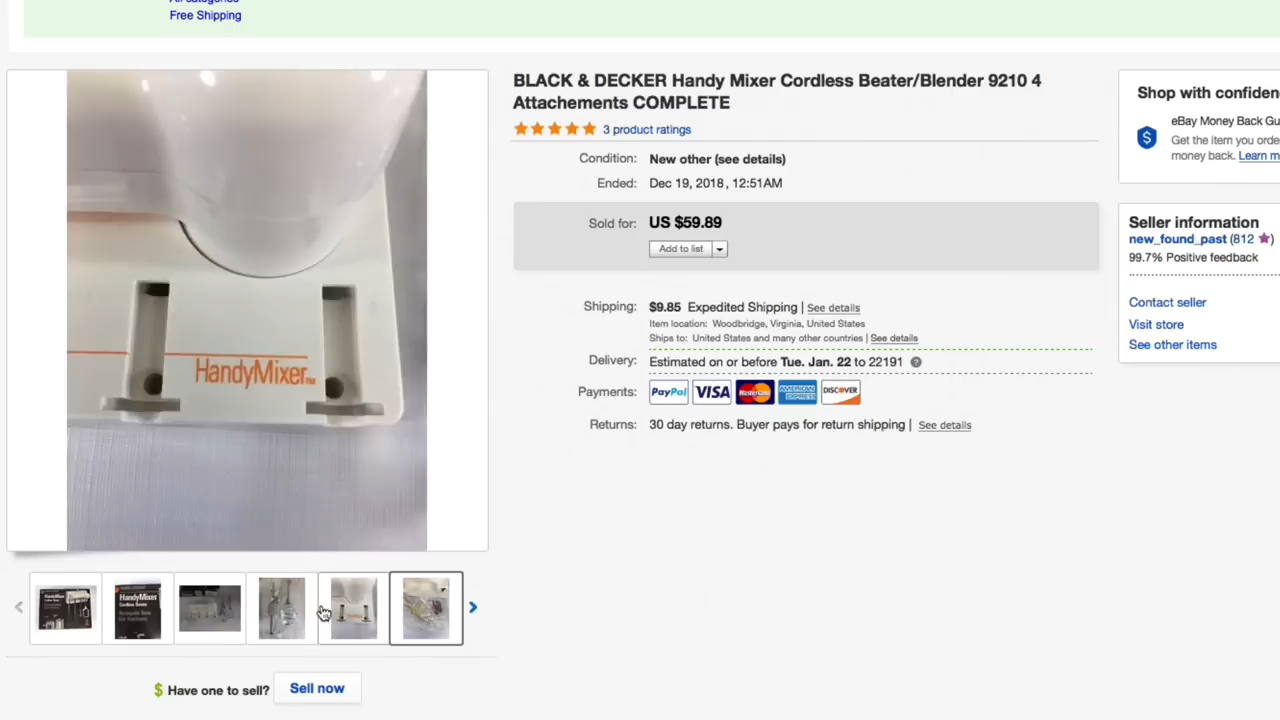 Free Shipping
BLACK & DECKER Handy Mixer Cordless Beater/Blender 9210 4
Attachements COMPLETE
3 product ratings
Condition: New other (see details)
Ended: Dec 19, 2018 , 12:51AM
Sold for: US $59.89
Add to list
Shipping: $9.85 Expedited Shipping | See details
Item location: Woodbridge, Virginia, United States
Ships to: United States and many other countries | See details
Delivery: Estimated on or before Tue. Jan. 22 to 22191
Payments: PayPal VISA MasterCard AMERICAN EXPRESS DISCOVER
Returns: 30 day returns. Buyer pays for return shipping | See details
Shop with confiden
eBay Money Back Gu
Get the item you orde
money back. Learn m
Seller information
new_found_past (812 )
99.7% Positive feedback
Contact seller
Visit store
See other items
HandyMixer TM
HandyMixer
HandyMixer
$ Have one to sell? Sell now